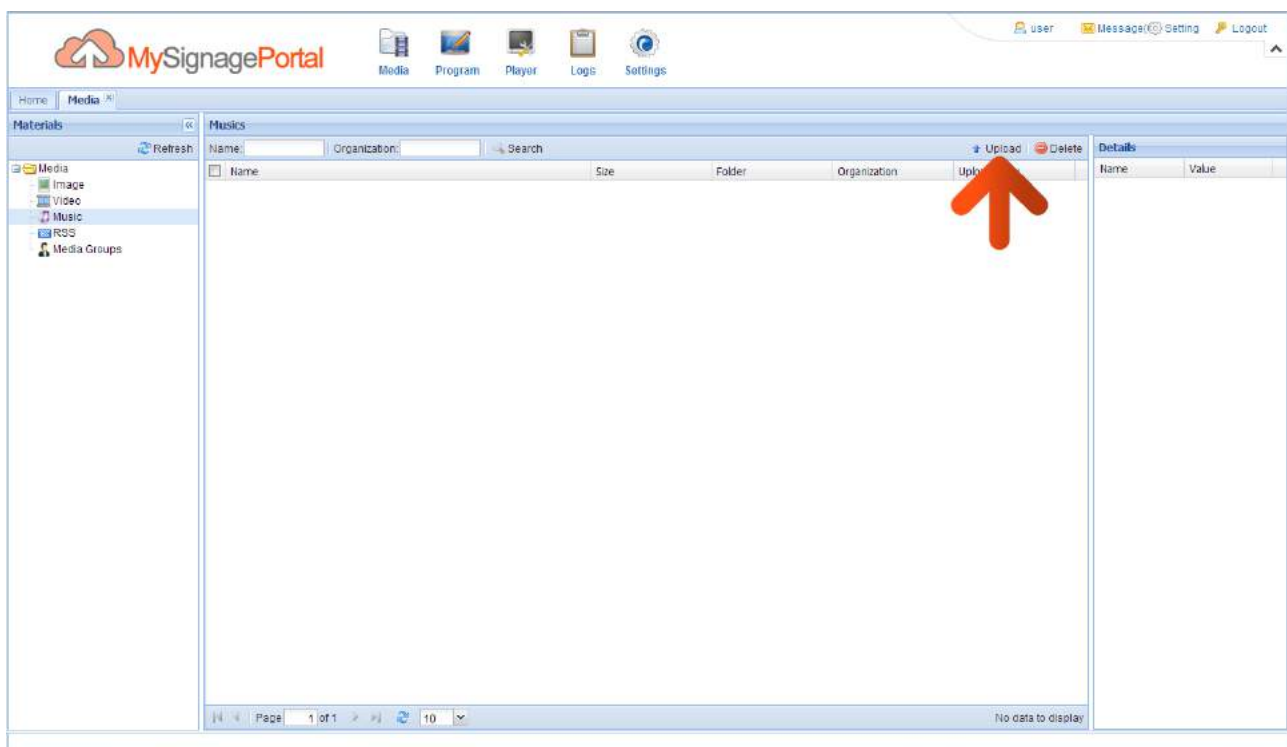 user Message( Setting Logout
MySignagePortal
Media Program Player Logs Settings
Home Media
Materials Musics
Refresh Name: Organization: Search Upload Delete Details
Media Name Size Folder Organization Name Value
Image
Video
Music
RSS
Media Groups
Page 1 of 1 10 No data to display